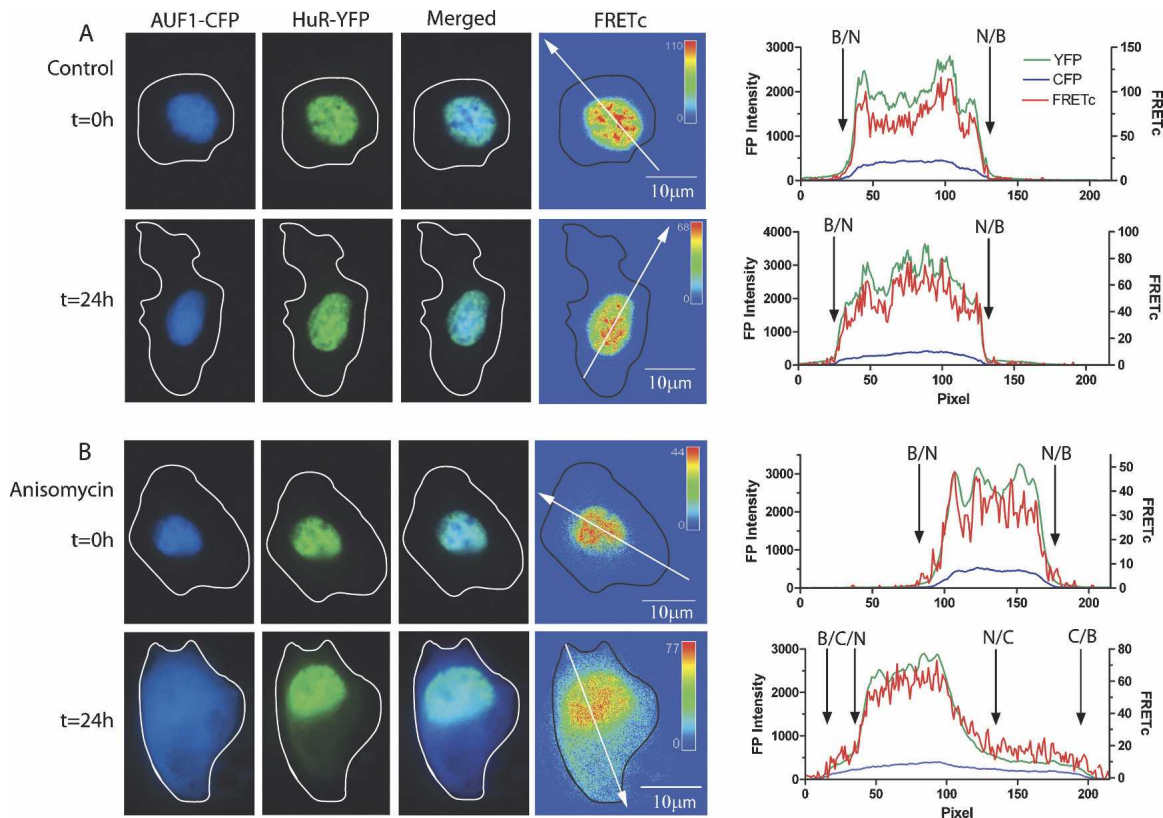 A
AUF1-CFP HuR-YFP Merged FRETc
Control
t=0h
110
0
10μm
B/N N/B
YFP
CFP
FRETc
FP Intensity
3000
2000
1000
0
150
100
50
0
FRETc
0 50 100 150 200
t=24h
68
0
10μm
B/N N/B
FP Intensity
4000
3000
2000
1000
0
100
80
60
40
20
0
FRETc
0 50 100 150 200
Pixel
B
Anisomycin
t=0h
44
0
10μm
B/N N/B
FP Intensity
3000
2000
1000
500
0
50
40
30
20
10
0
FRETc
0 50 100 150 200
t=24h
77
0
10μm
B/C/N N/C C/B
FP Intensity
3000
2000
1000
500
0
80
60
40
20
0
FRETc
0 50 100 150 200
Pixel